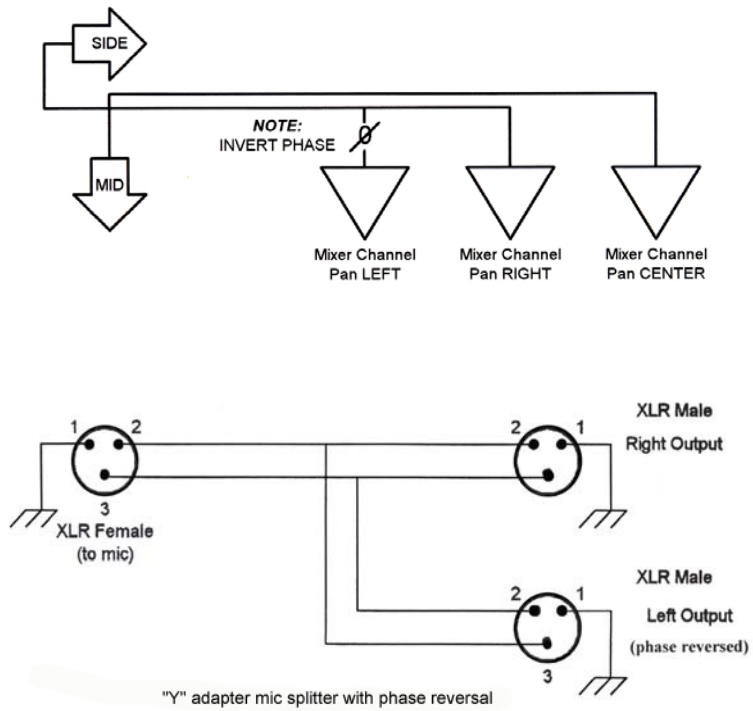 SIDE
NOTE:
INVERT PHASE
Ø
MID
Mixer Channel
Pan LEFT
Mixer Channel
Pan RIGHT
Mixer Channel
Pan CENTER
1
2
3
XLR Female
(to mic)
2
1
XLR Male
Right Output
2
1
3
XLR Male
Left Output
(phase reversed)
"Y" adapter mic splitter with phase reversal